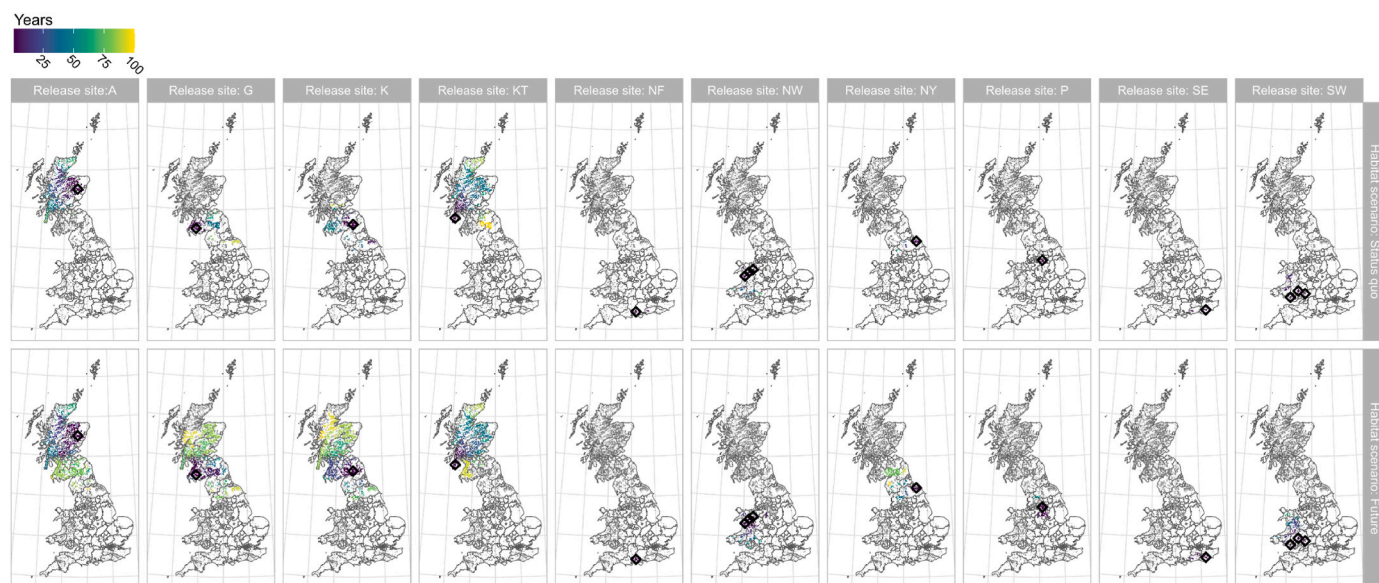 Years
25 50 75 100
Release site:A Release site: G Release site: K Release site: KT Release site: NF Release site: NW Release site: NY Release site: P Release site: SE Release site: SW
Habitat scenario: Status quo
Habitat scenario: Future